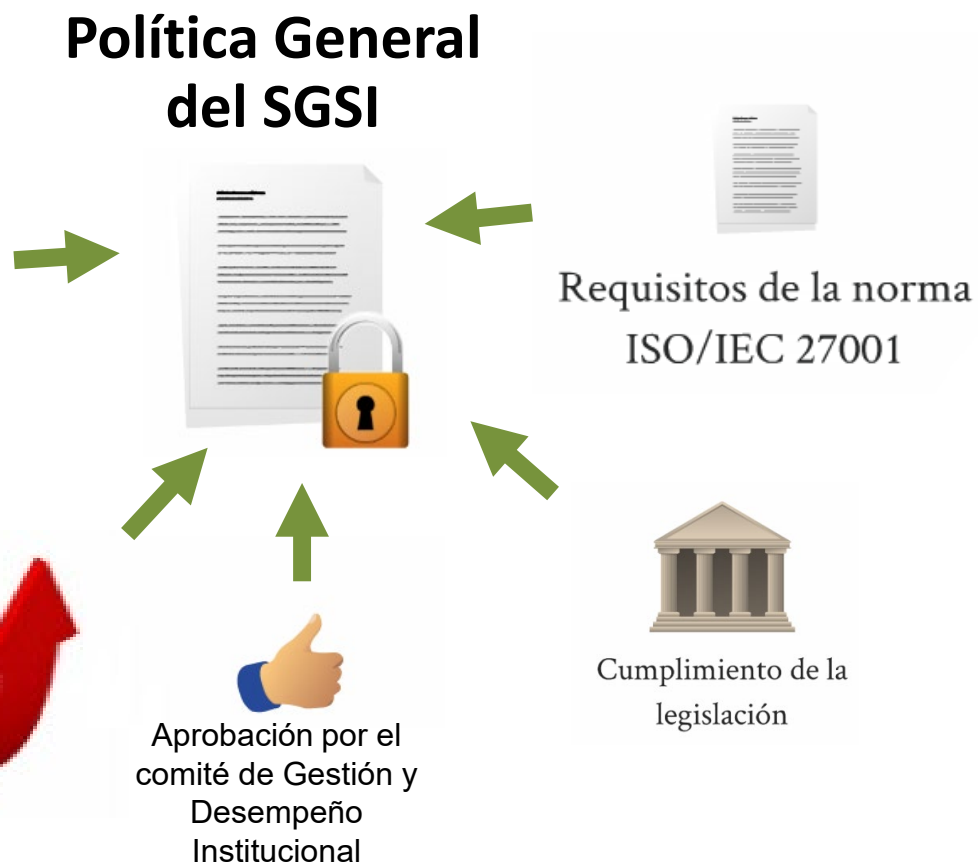 Política General
del SGSI
Requisitos de la norma
ISO/IEC 27001
Cumplimiento de la
legislación
Aprobación por el
comité de Gestión y
Desempeño
Institucional